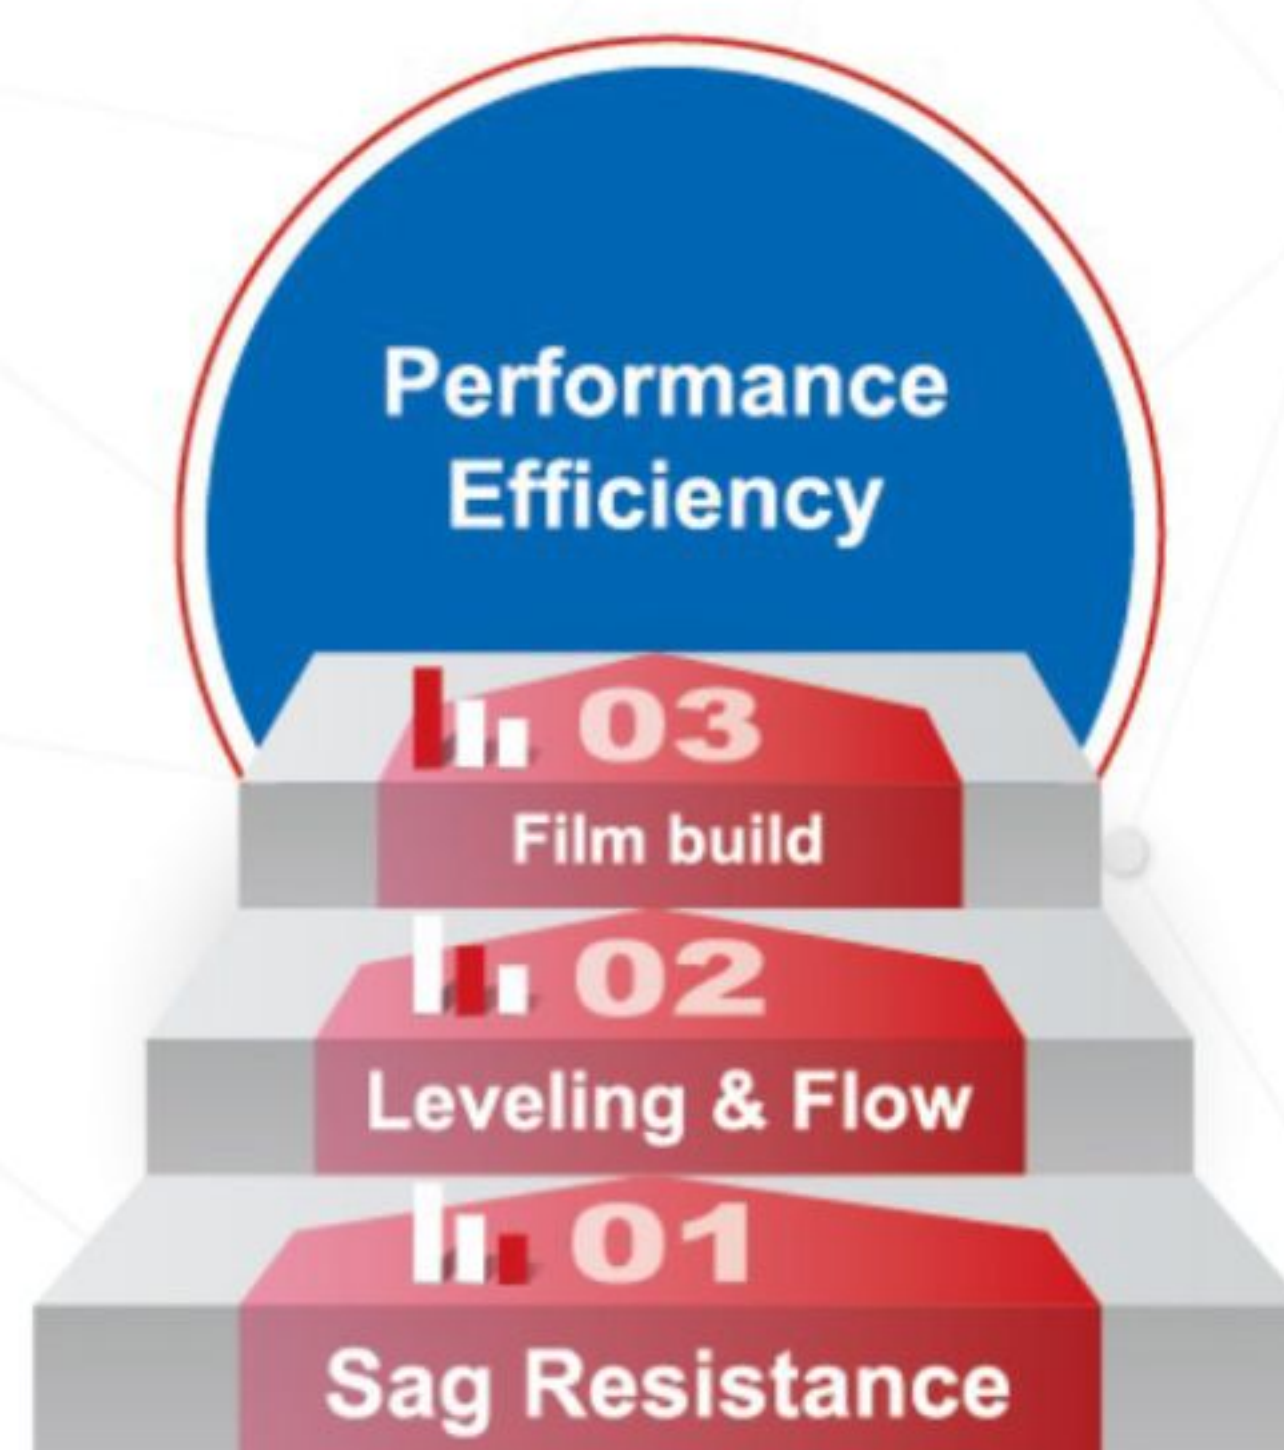 Performance
Efficiency
03
Film build
02
Leveling & Flow
01
Sag Resistance